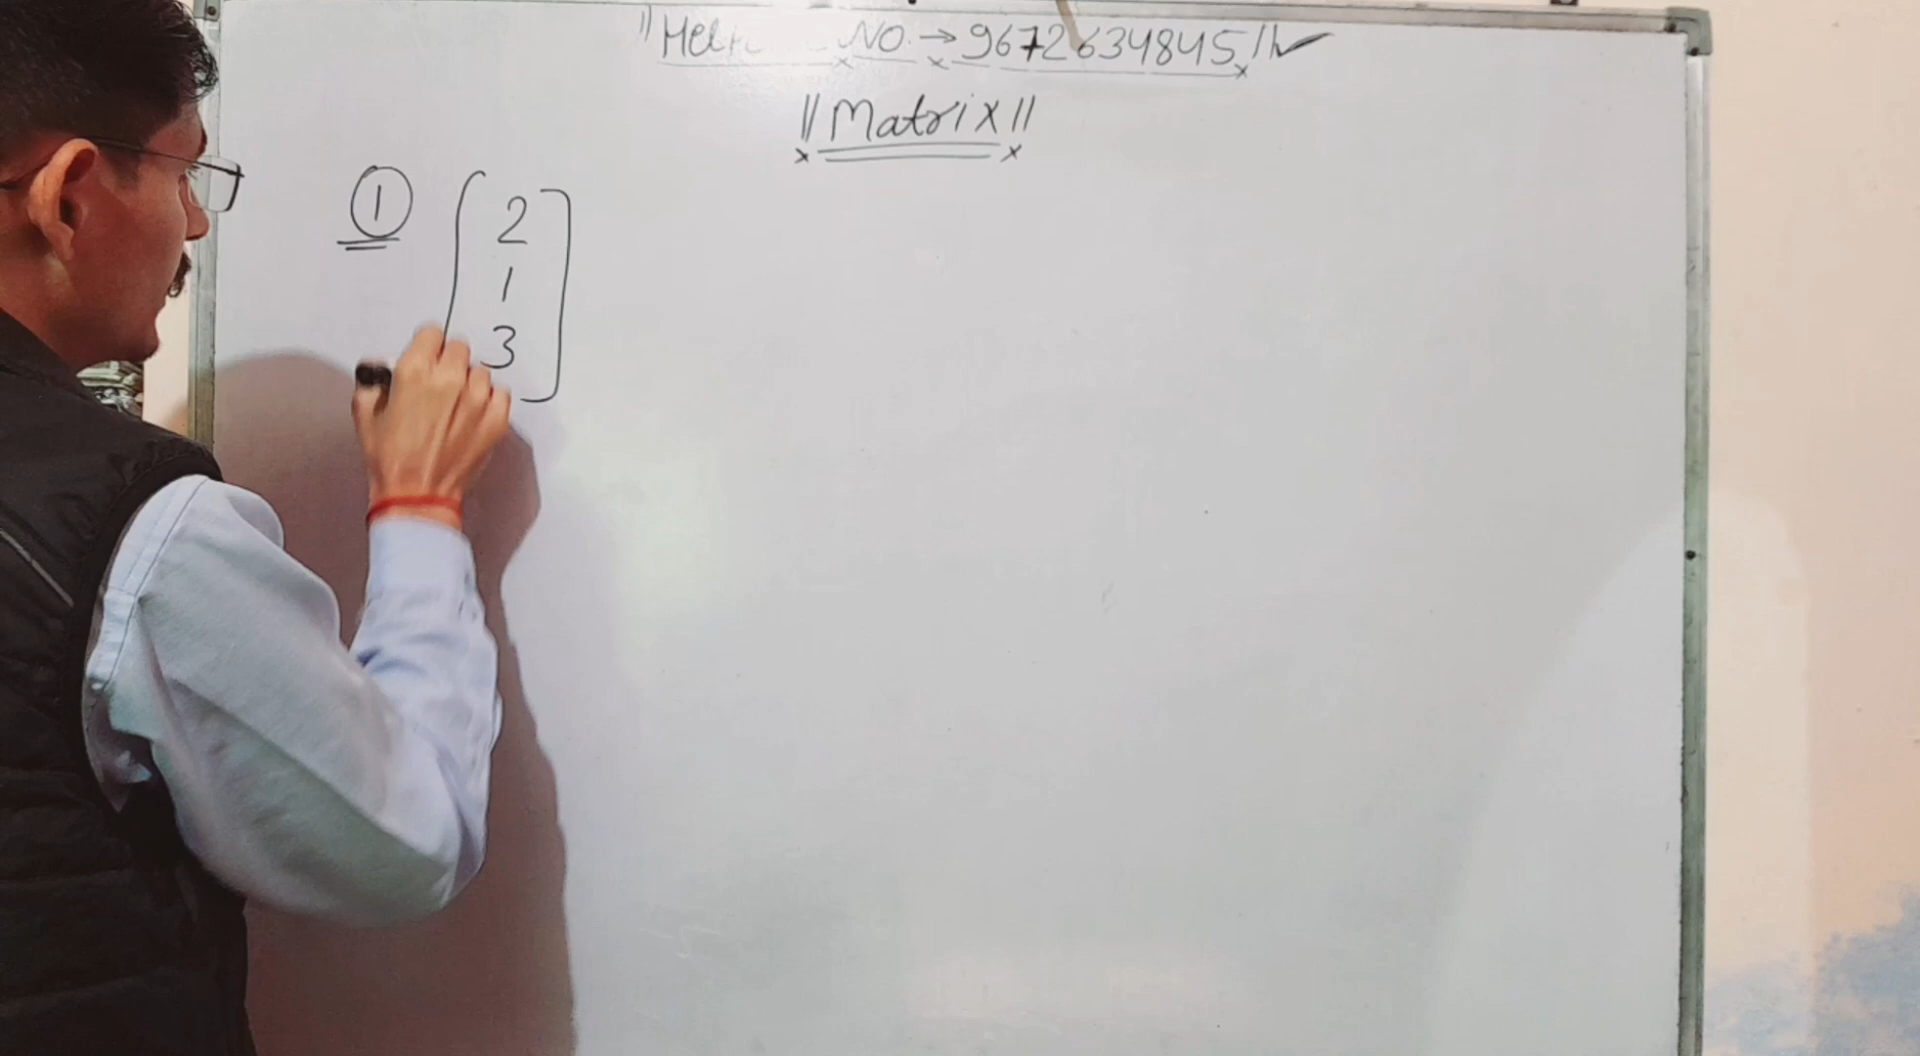 || NO. → 9672634845 ||
|| Matrix ||
① [2
1
3]